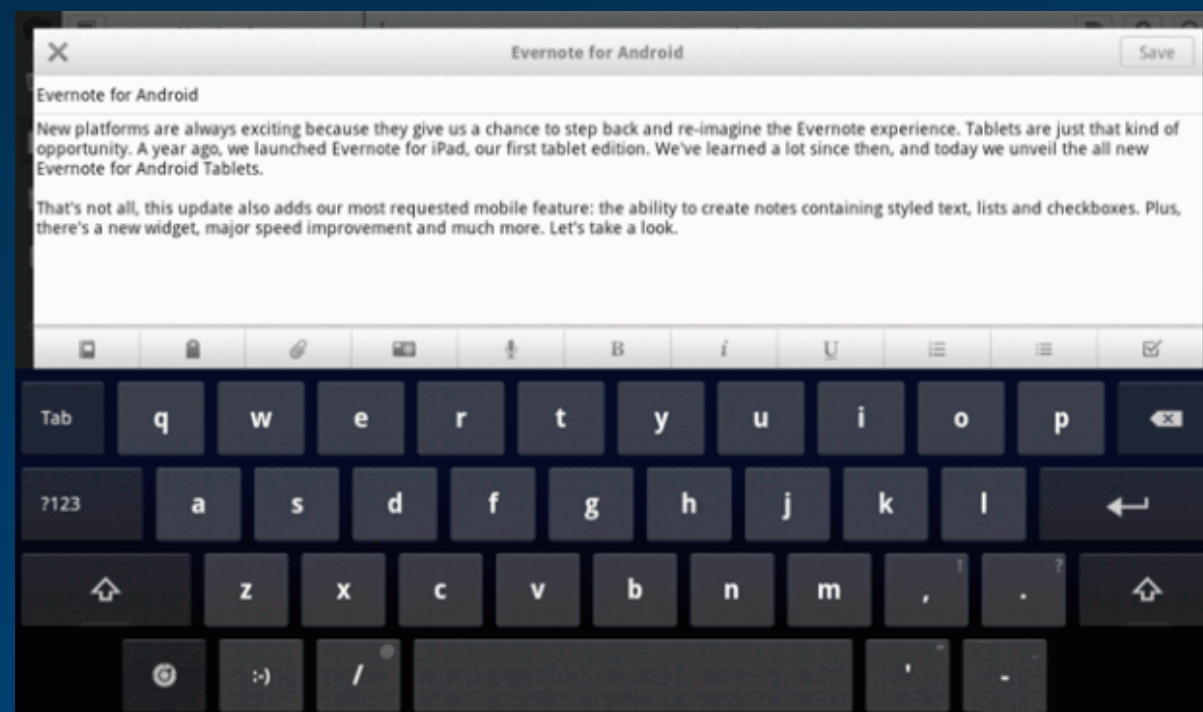 Evernote for Android
Save
Evernote for Android
New platforms are always exciting because they give us a chance to step back and re-imagine the Evernote experience. Tablets are just that kind of
opportunity. A year ago, we launched Evernote for iPad, our first tablet edition. We've learned a lot since then, and today we unveil the all new
Evernote for Android Tablets.
That's not all, this update also adds our most requested mobile feature: the ability to create notes containing styled text, lists and checkboxes. Plus,
there's a new widget, major speed improvement and much more. Let's take a look.
B i U
Tab q w e r t y u i o p
?123 a s d f g h j k l
z x c v b n m , ! . ?
:-) / ' -